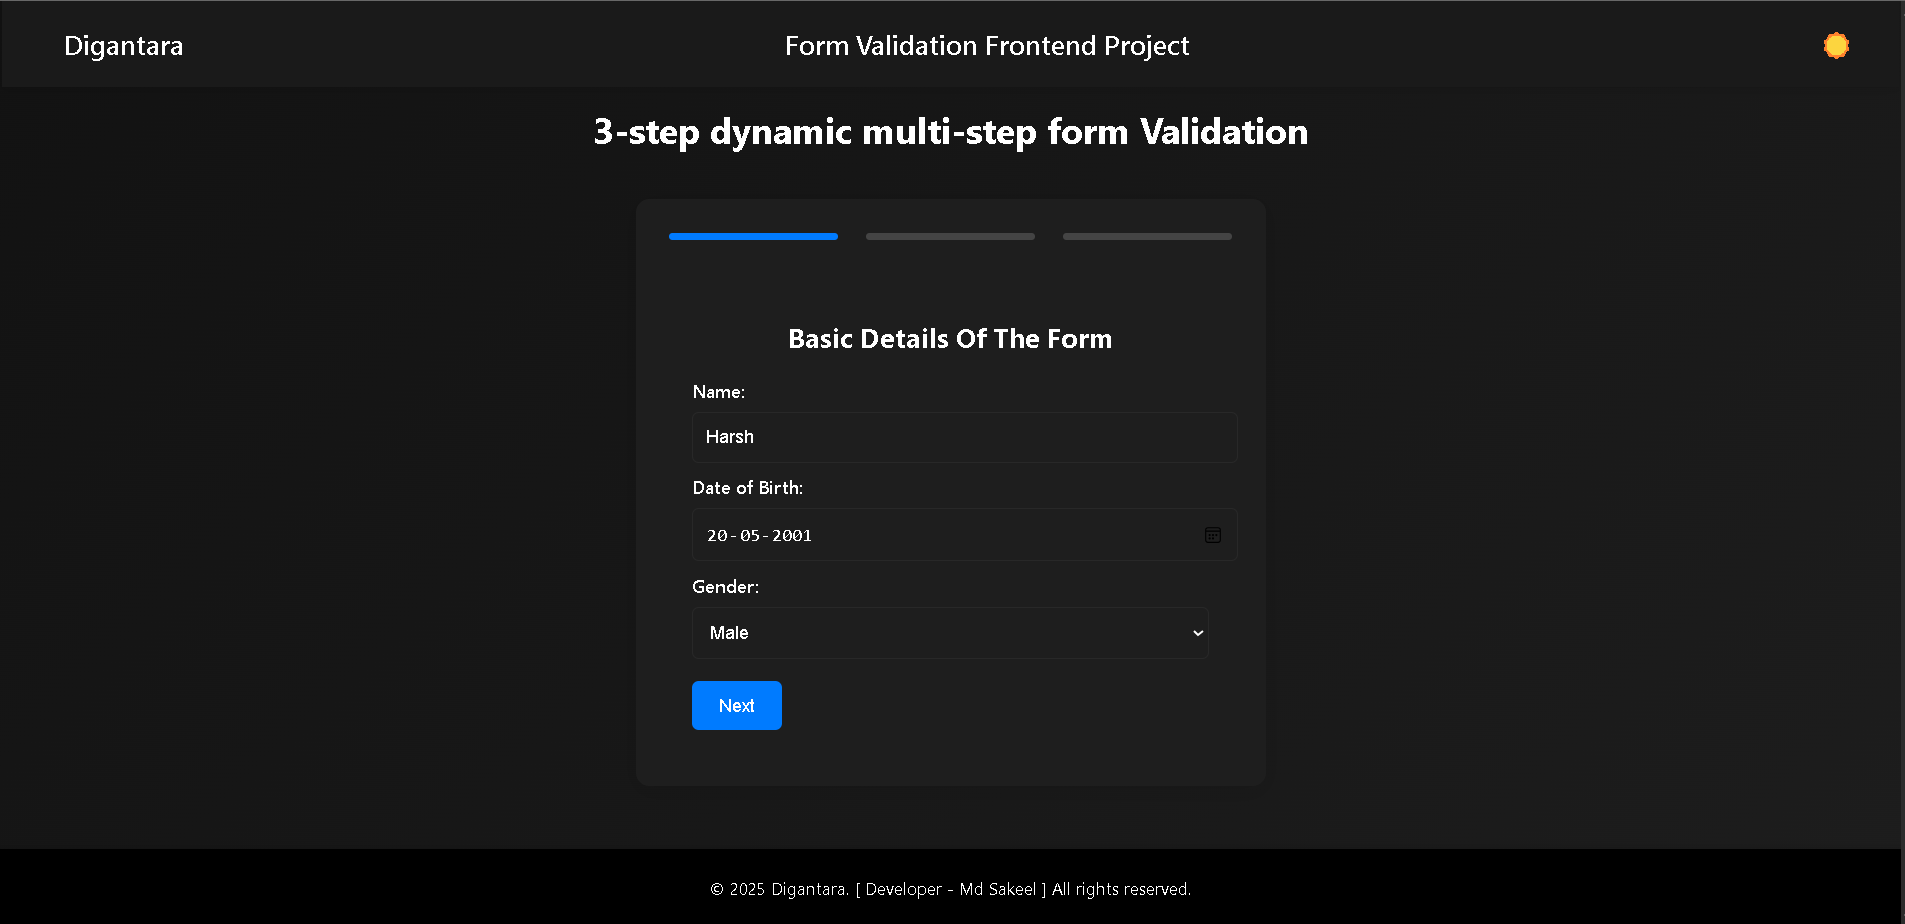 Digantara
Form Validation Frontend Project
3-step dynamic multi-step form Validation
Basic Details Of The Form
Name:
Harsh
Date of Birth:
20-05-2001
Gender:
Male
Next
© 2025 Digantara. [ Developer - Md Sakeel ] All rights reserved.